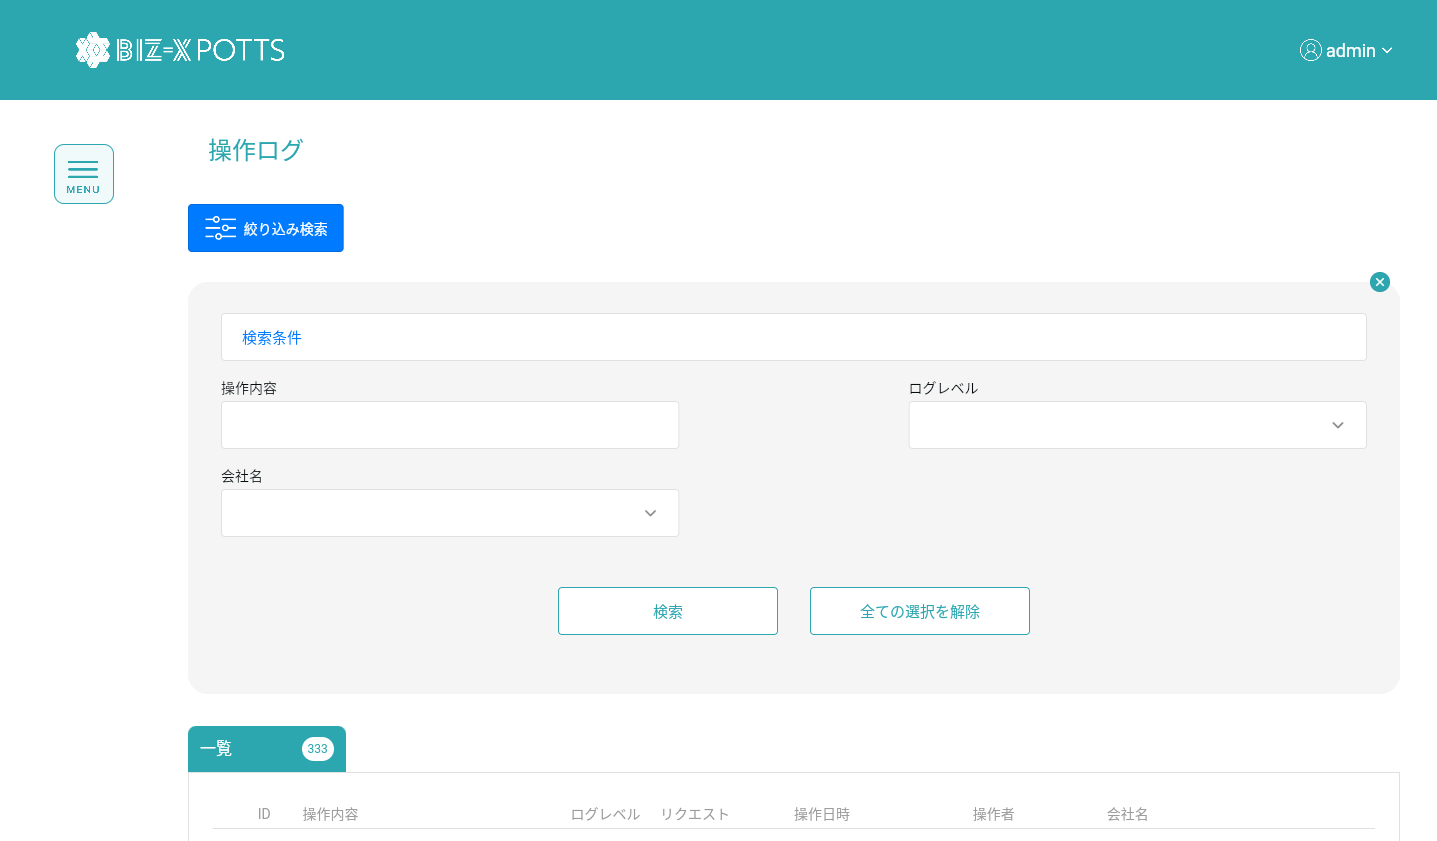 BIZ-X POTTS
admin
MENU
操作ログ
絞り込み検索
検索条件
操作内容
ログレベル
会社名
検索
全ての選択を解除
一覧 333
ID 操作内容 ログレベル リクエスト 操作日時 操作者 会社名